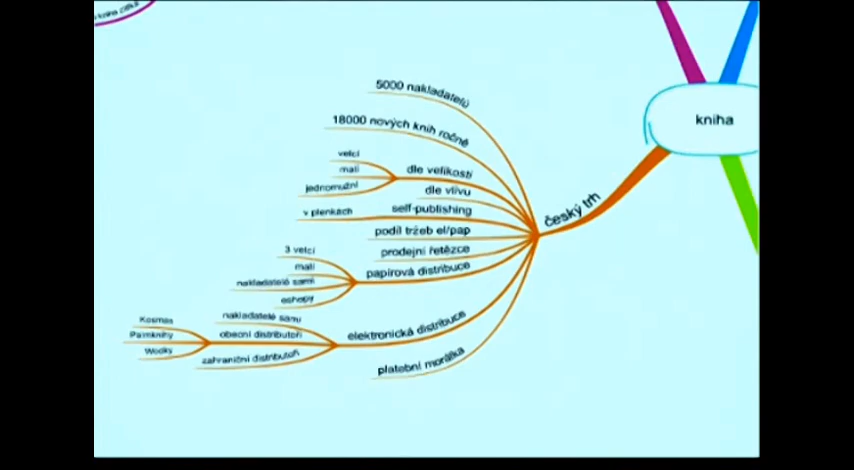 kniha
český trh
5000 nakladatelů
18000 nových knih ročně
dle velikosti
velcí
malí
jednomužní
dle vlivu
self-publishing
v plenkách
podíl tržeb el/pap
prodejní řetězce
papírová distribuce
3 velcí
malí
nakladatelé sami
eshopy
elektronická distribuce
nakladatelé sami
obecní distributoři
Kosmas
Palmknihy
Wooky
zahraniční distributoři
platební morálka